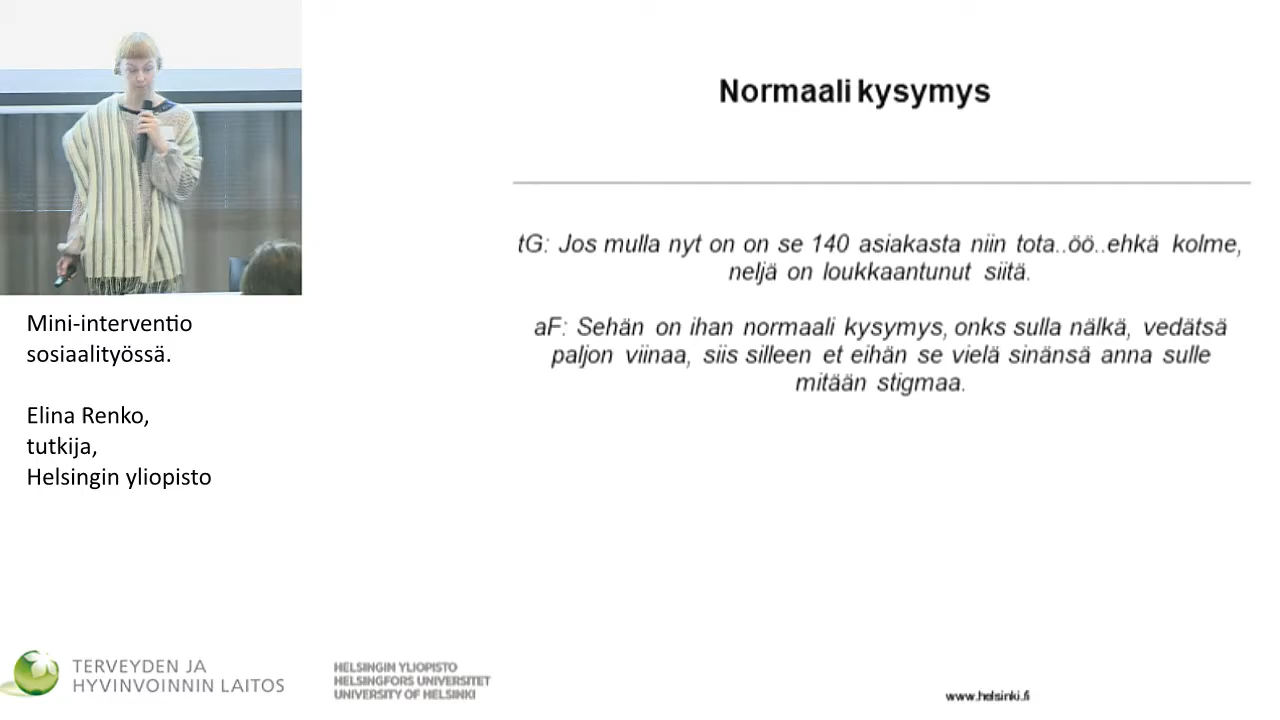 Normaali kysymys
tG: Jos mulla nyt on on se 140 asiakasta niin tota..öö..ehkä kolme,
neljä on loukkaantunut siitä.
aF: Sehän on ihan normaali kysymys, onks sulla nälkä, vedätsä
paljon viinaa, siis silleen et eihän se vielä sinänsä anna sulle
mitään stigmaa.
Mini-interventio
sosiaalityössä.
Elina Renko,
tutkija,
Helsingin yliopisto
TERVEYDEN JA
HYVINVOINNIN LAITOS
HELSINGIN YLIOPISTO
HELSINGFORS UNIVERSITET
UNIVERSITY OF HELSINKI
www.helsinki.fi